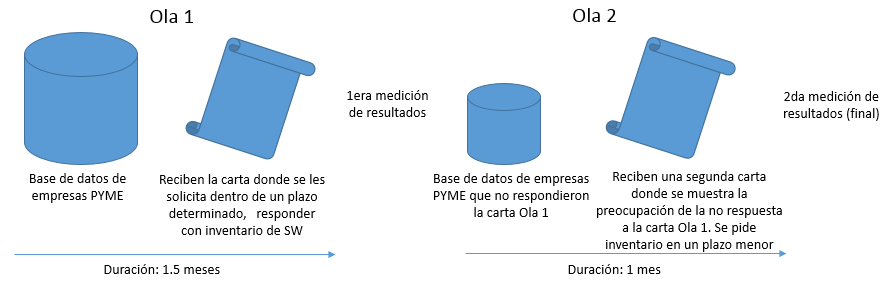 Ola 1
Base de datos de
empresas PYME
Reciben la carta donde se les
solicita dentro de un plazo
determinado, responder
con inventario de SW
1era medición
de resultados
Duración: 1.5 meses
Ola 2
Base de datos de empresas
PYME que no respondieron
la carta Ola 1
Reciben una segunda carta
donde se muestra la
preocupación de la no respuesta
a la carta Ola 1. Se pide
inventario en un plazo menor
2da medición de
resultados (final)
Duración: 1 mes